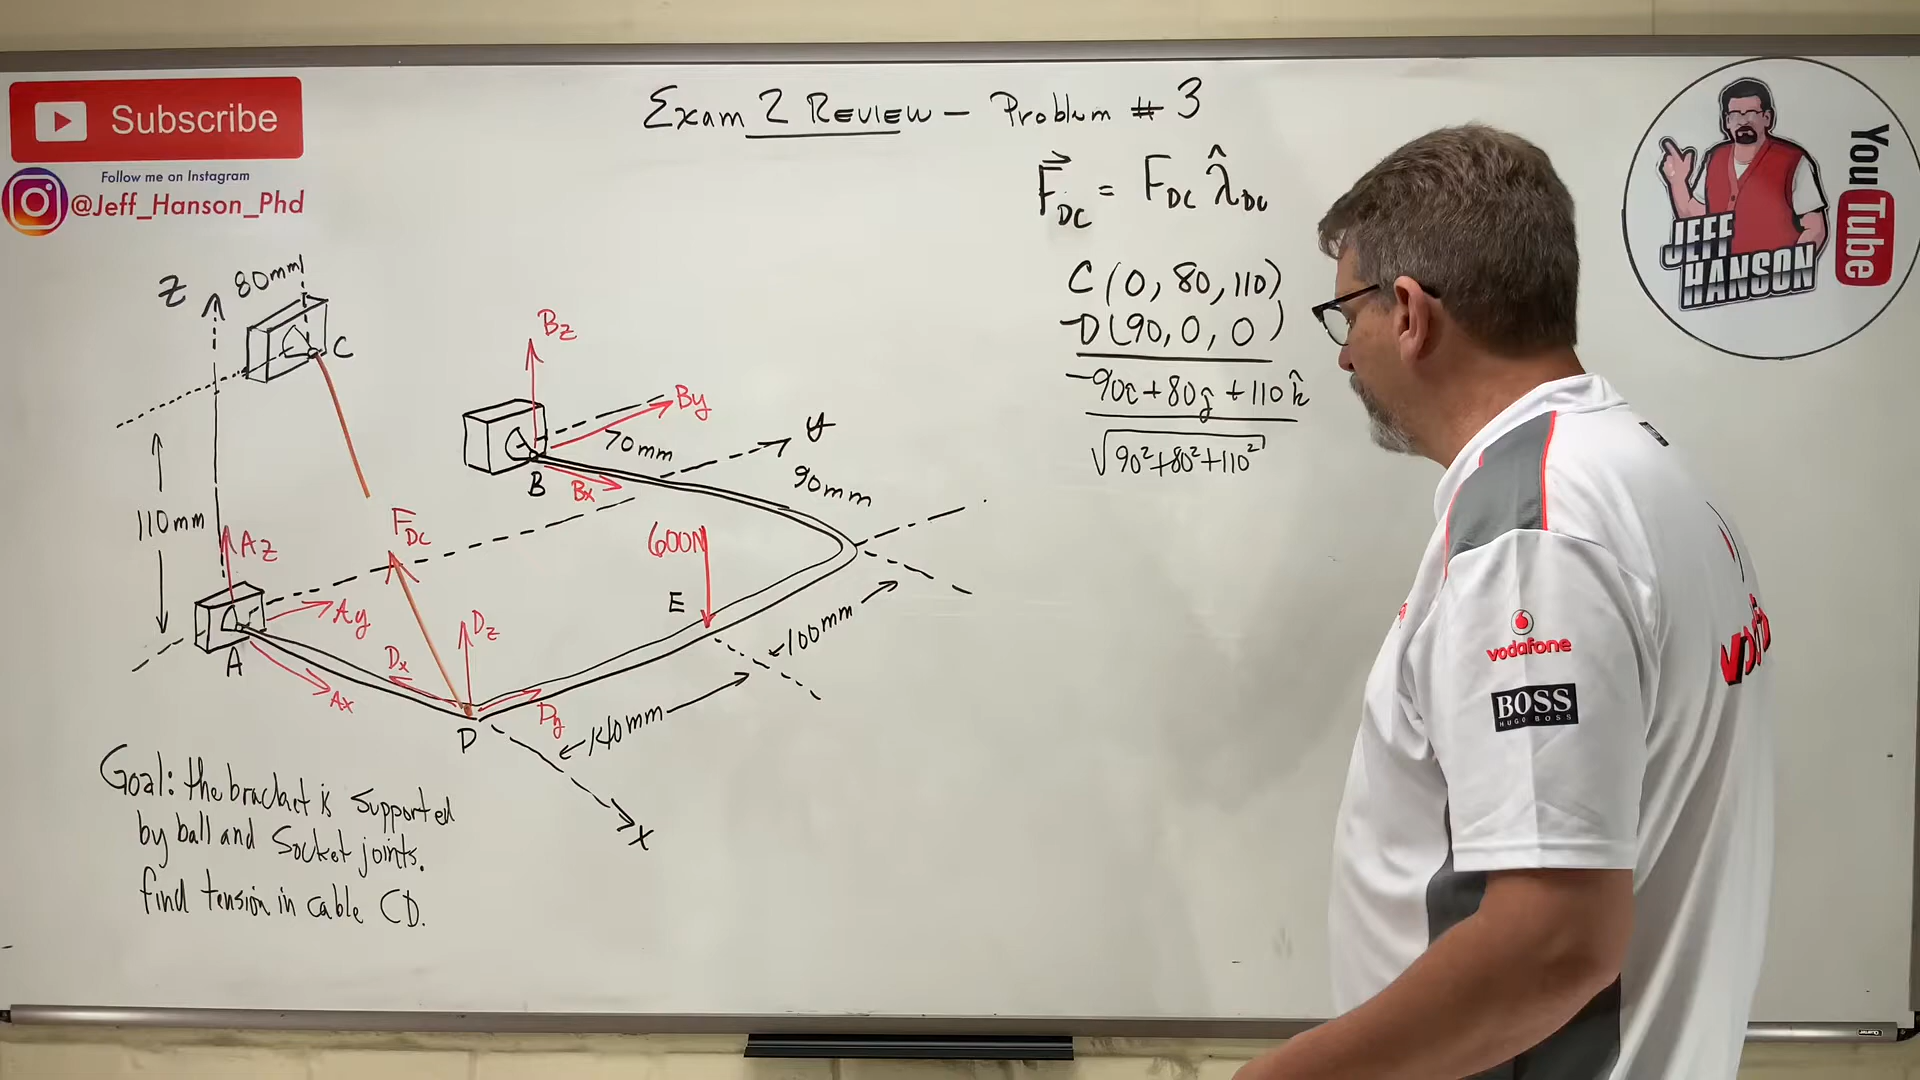 Subscribe
Follow me on Instagram
@Jeff_Hanson_Phd
Exam 2 Review – Problem # 3
F⃗DC = FDC λ̂DC
C (0, 80, 110)
-D (90, 0, 0)
-90i + 80j + 110k̂
√90²+80²+110²
Z
80mm
C
Bz
By
70mm
y
B
Bx
90mm
110mm
Az
FDC
600N
E
Ay
A
Ax
Dx
Dz
Dy
D
100mm
140mm
X
Goal: the bracket is supported
by ball and socket joints.
find tension in cable CD.
JEFF
HANSON
YouTube
vodafone
BOSS
HUGO BOSS